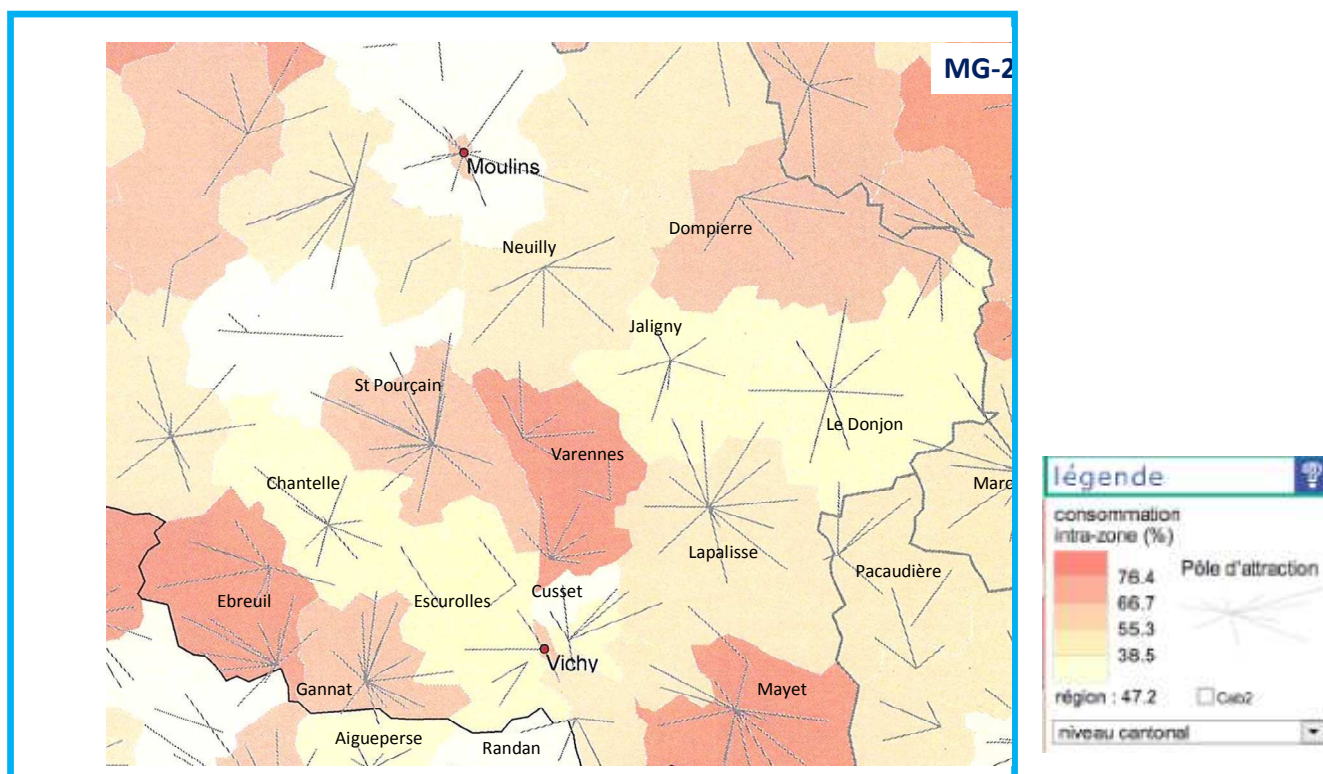 MG-2
Moulins
Dompierre
Neuilly
Jaligny
St Pourçain
Le Donjon
Varennes
Chantelle
Marc
Lapalisse
Pacaudière
Cusset
Ebreuil
Escurolles
Vichy
Gannat
Mayet
Aigueperse
Randan
légende
consommation
intra-zone (%)
76.4
Pôle d'attraction
66.7
55.3
38.5
région : 47.2
niveau cantonal